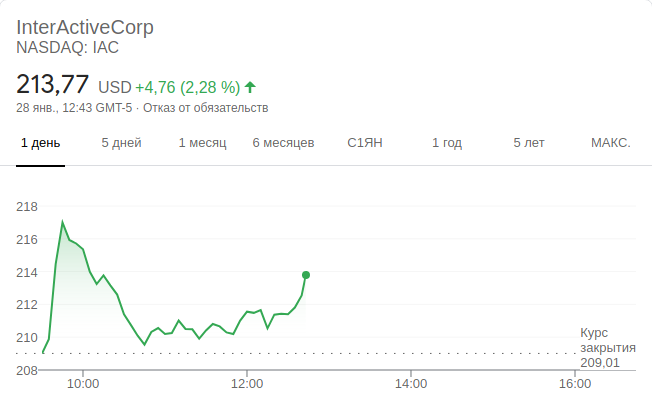 InterActiveCorp
NASDAQ: IAC
213,77 USD +4,76 (2,28 %)
28 янв., 12:43 GMT-5 · Отказ от обязательств
1 день 5 дней 1 месяц 6 месяцев С1ЯН 1 год 5 лет МАКС.
218
216
214
212
210
208
Курс
закрытия
209,01
10:00 12:00 14:00 16:00